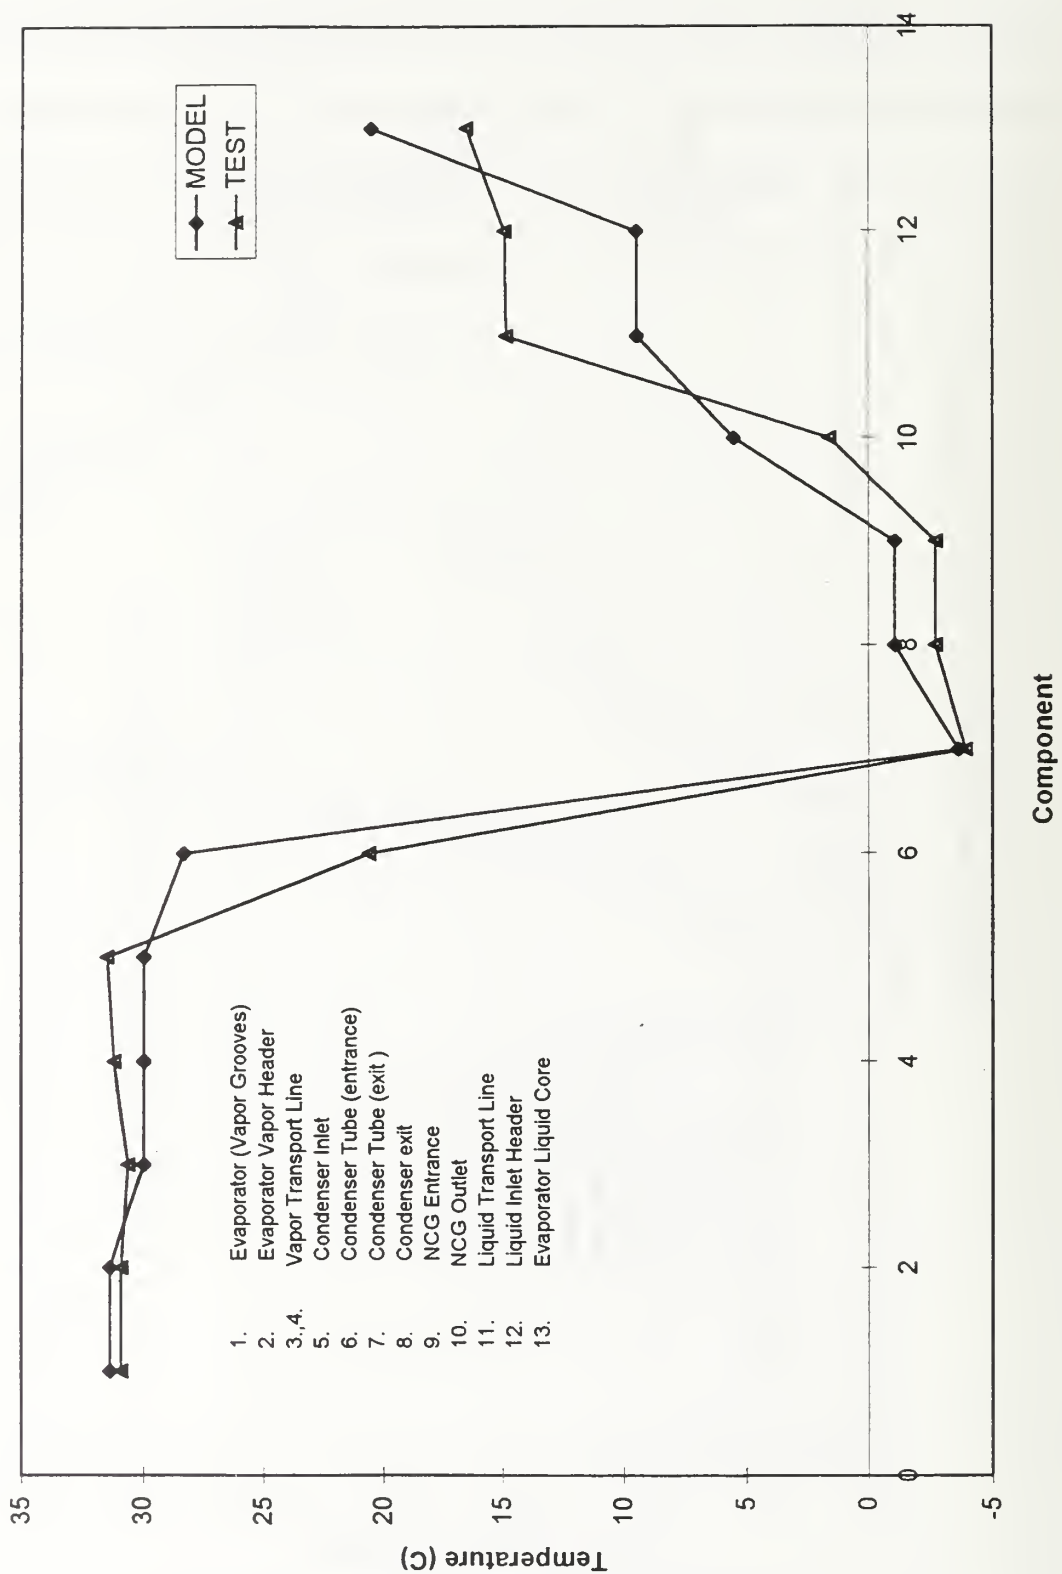 35
30
25
20
15
10
5
0
-5
Temperature (C)
0
2
4
6
8
10
12
14
Component
MODEL
TEST
1. Evaporator (Vapor Grooves)
2. Evaporator Vapor Header
3.,4. Vapor Transport Line
5. Condenser Inlet
6. Condenser Tube (entrance)
7. Condenser Tube (exit )
8. Condenser exit
9. NCG Entrance
10. NCG Outlet
11. Liquid Transport Line
12. Liquid Inlet Header
13. Evaporator Liquid Core